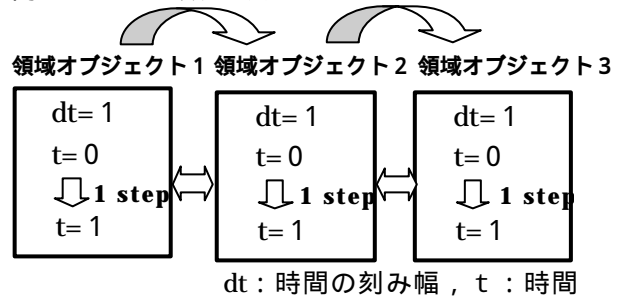 領域オブジェクト1 領域オブジェクト2 領域オブジェクト3
dt= 1
t= 0
1 step
t= 1
dt= 1
t= 0
1 step
t= 1
dt= 1
t= 0
1 step
t= 1
dt：時間の刻み幅，t：時間